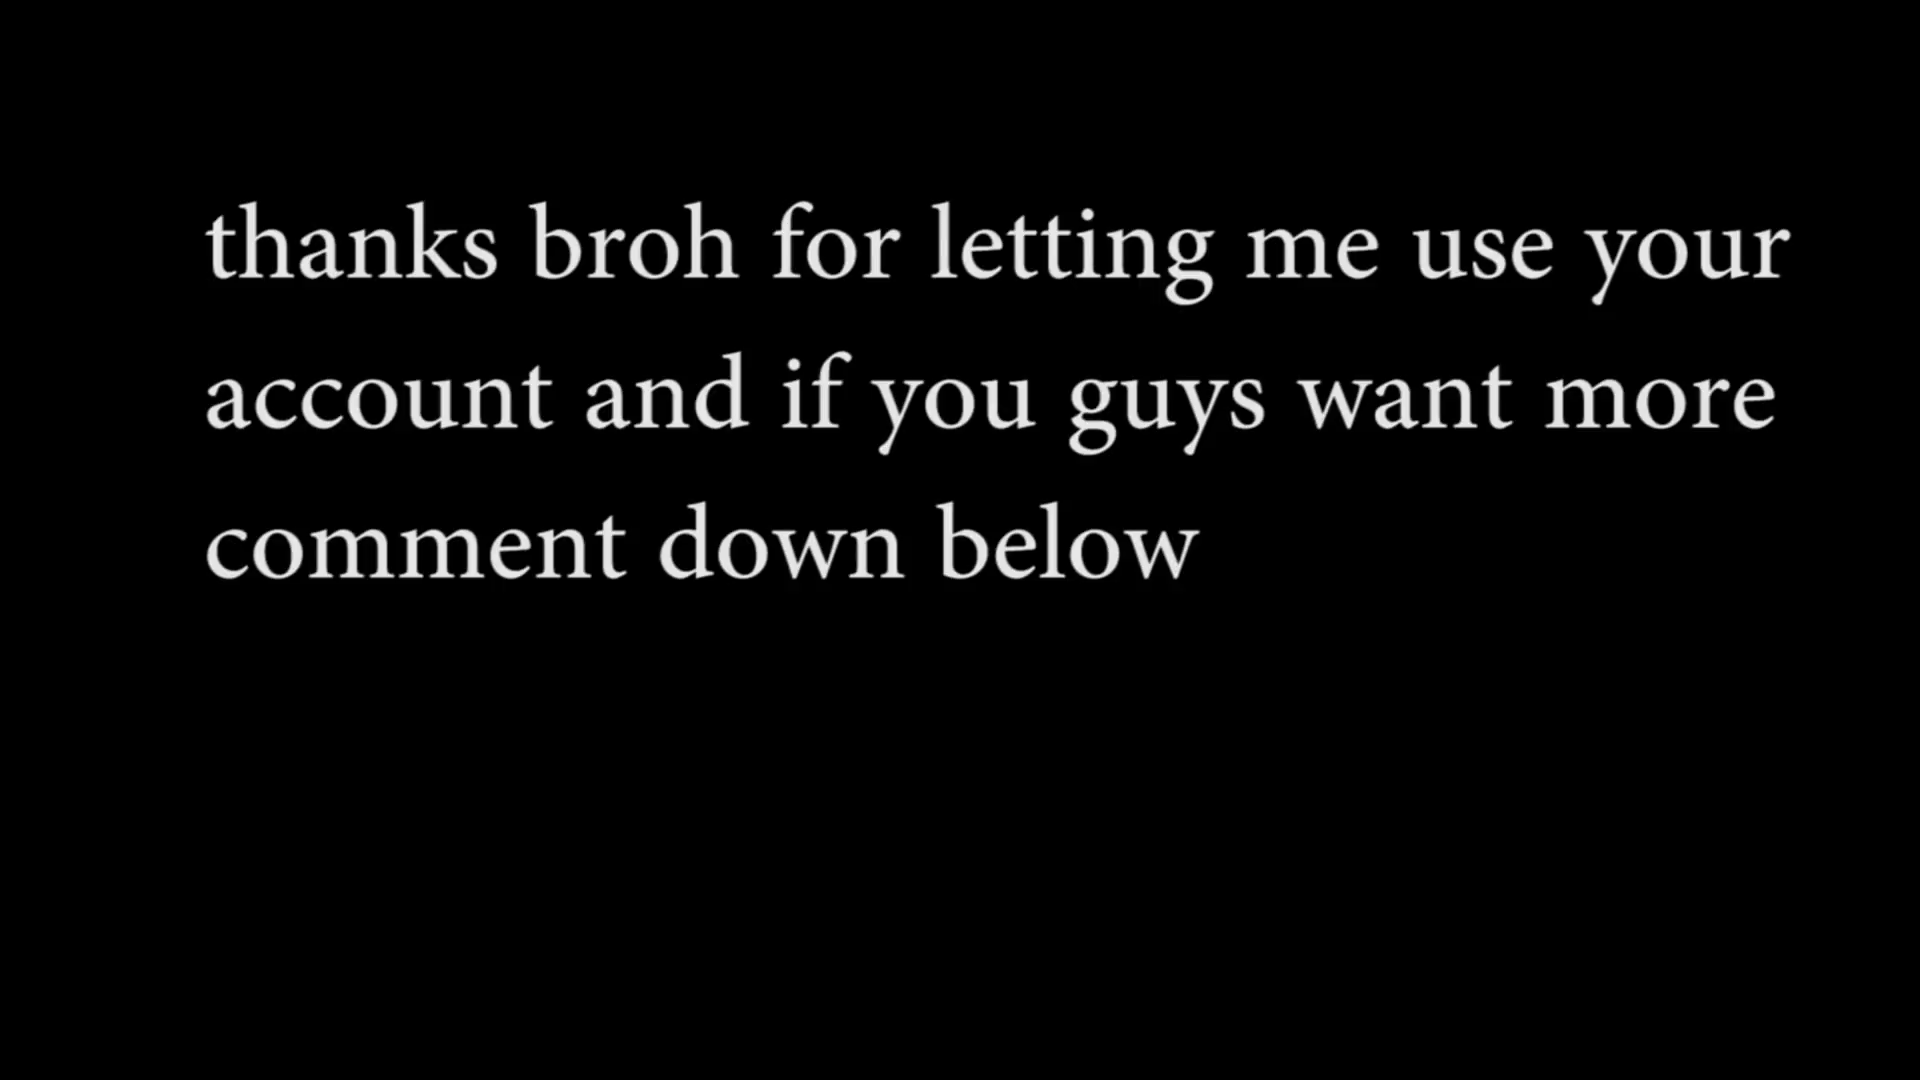 thanks broh for letting me use your
account and if you guys want more
comment down below